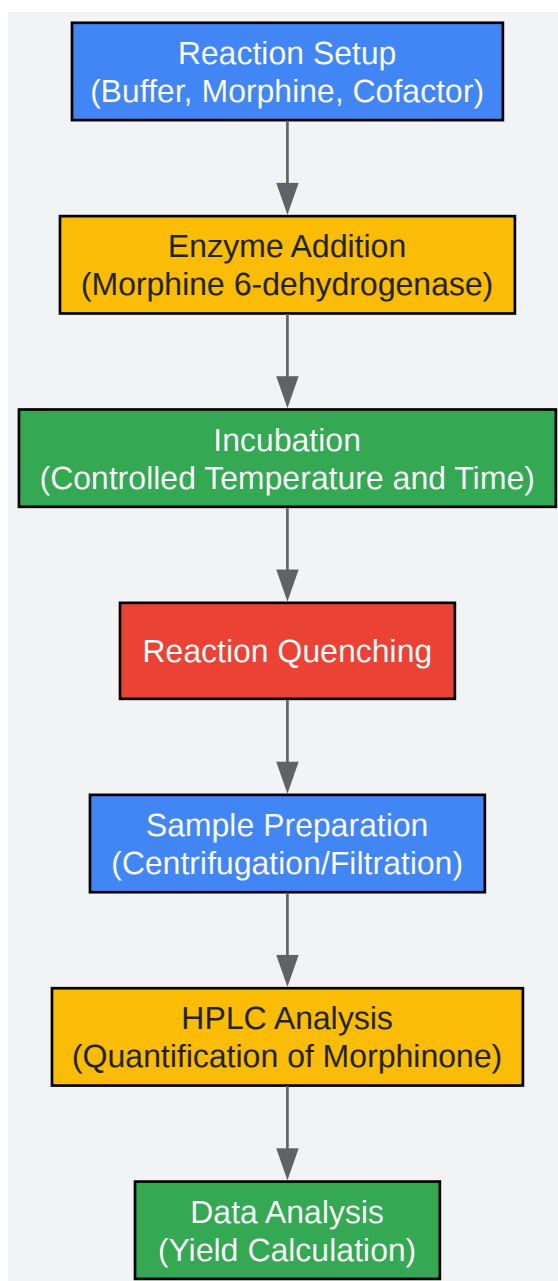 Reaction Setup
(Buffer, Morphine, Cofactor)
Enzyme Addition
(Morphine 6-dehydrogenase)
Incubation
(Controlled Temperature and Time)
Reaction Quenching
Sample Preparation
(Centrifugation/Filtration)
HPLC Analysis
(Quantification of Morphinone)
Data Analysis
(Yield Calculation)